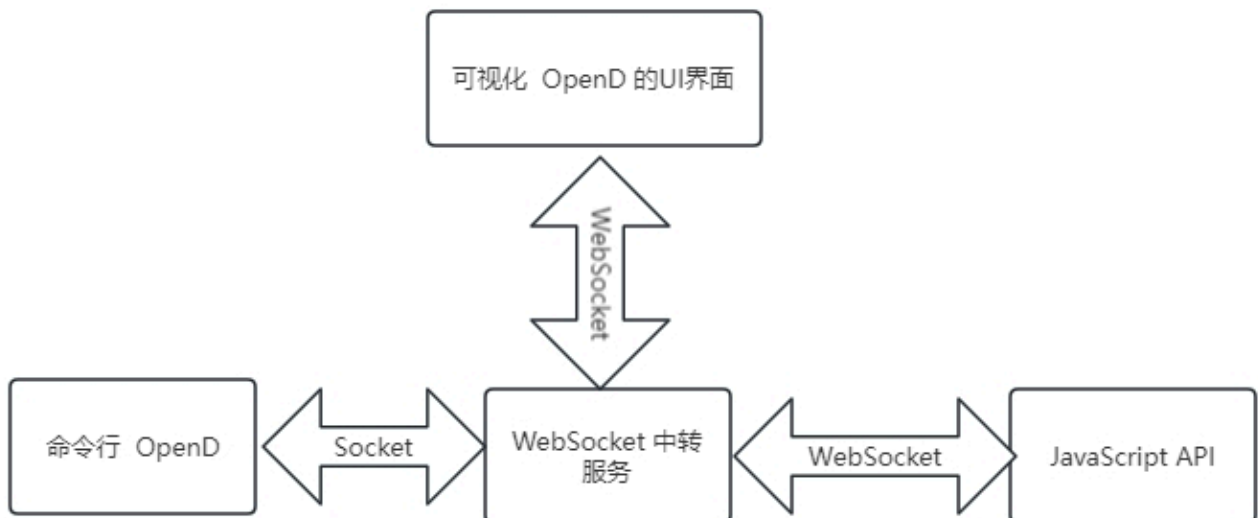 可视化 OpenD 的UI界面
WebSocket
命令行 OpenD
Socket
WebSocket 中转
服务
WebSocket
JavaScript API